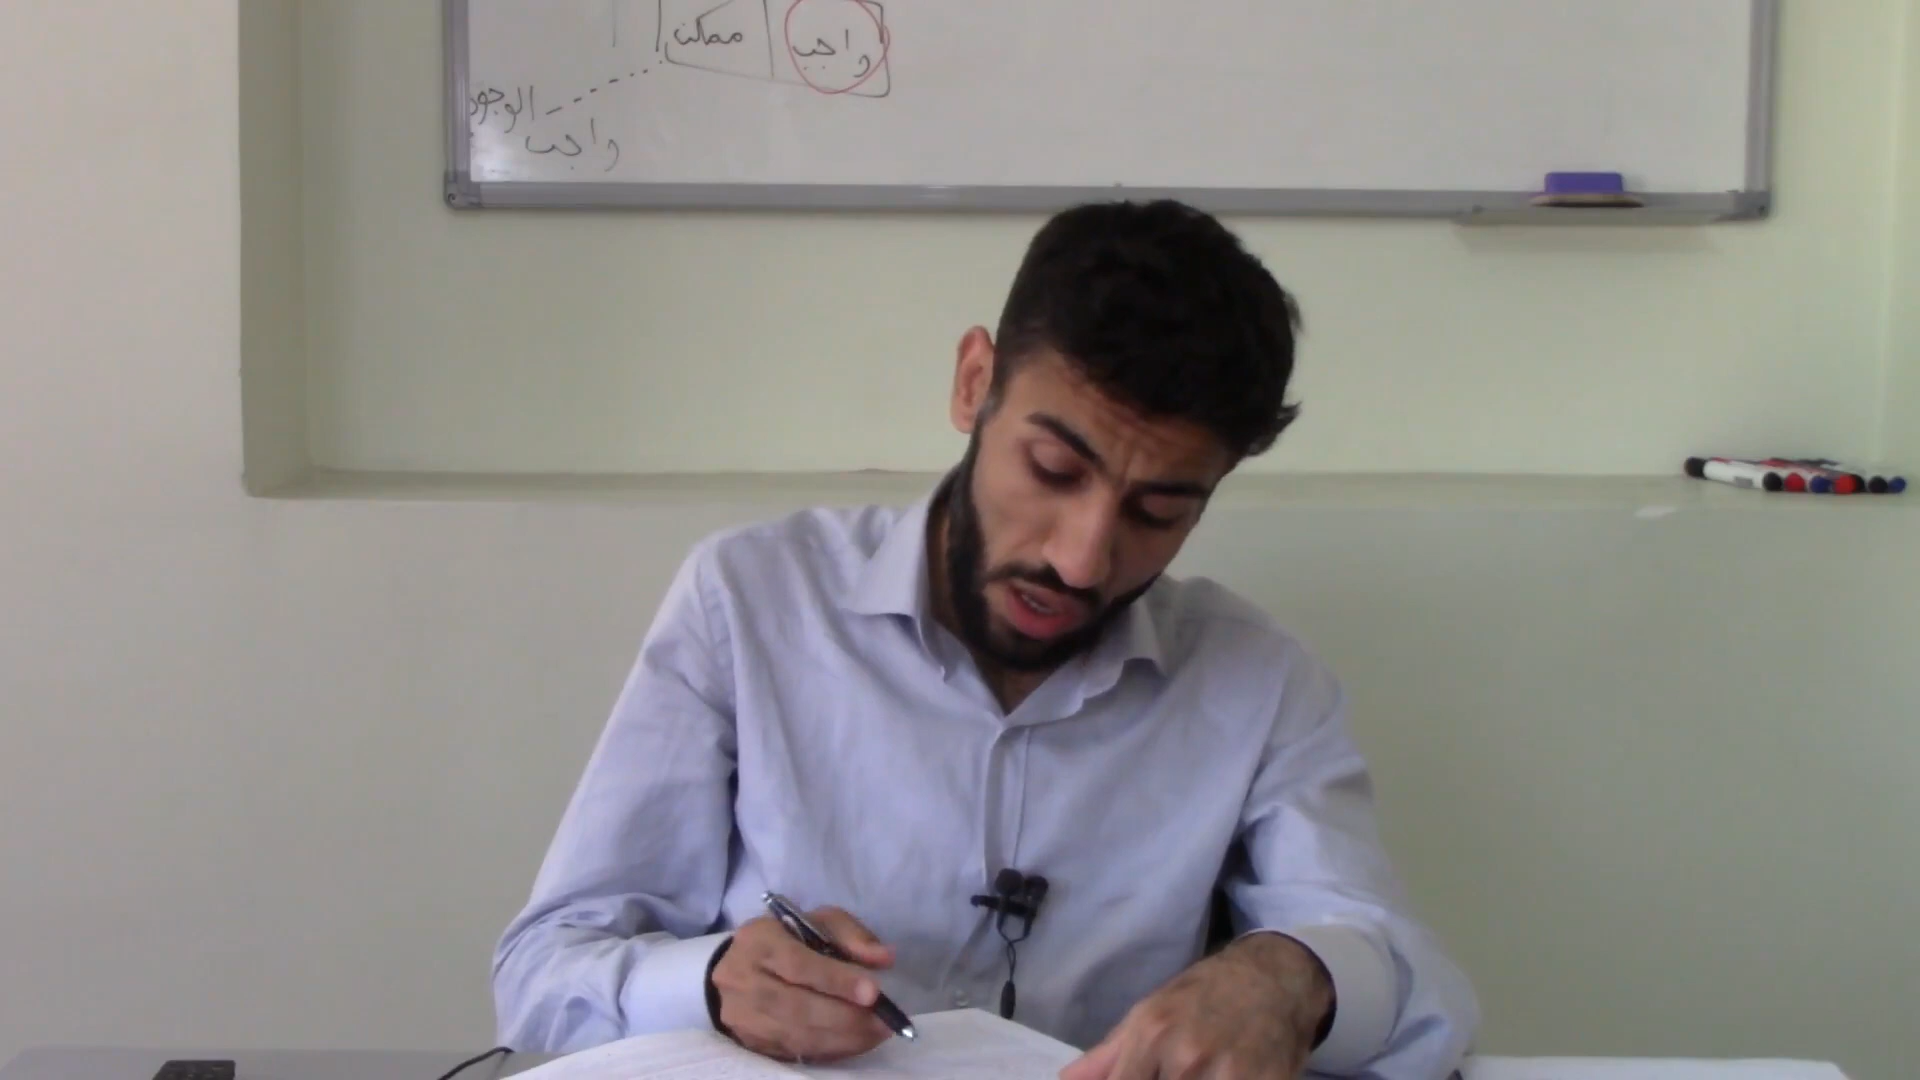 واجب | ممكن
الوجود
واجب